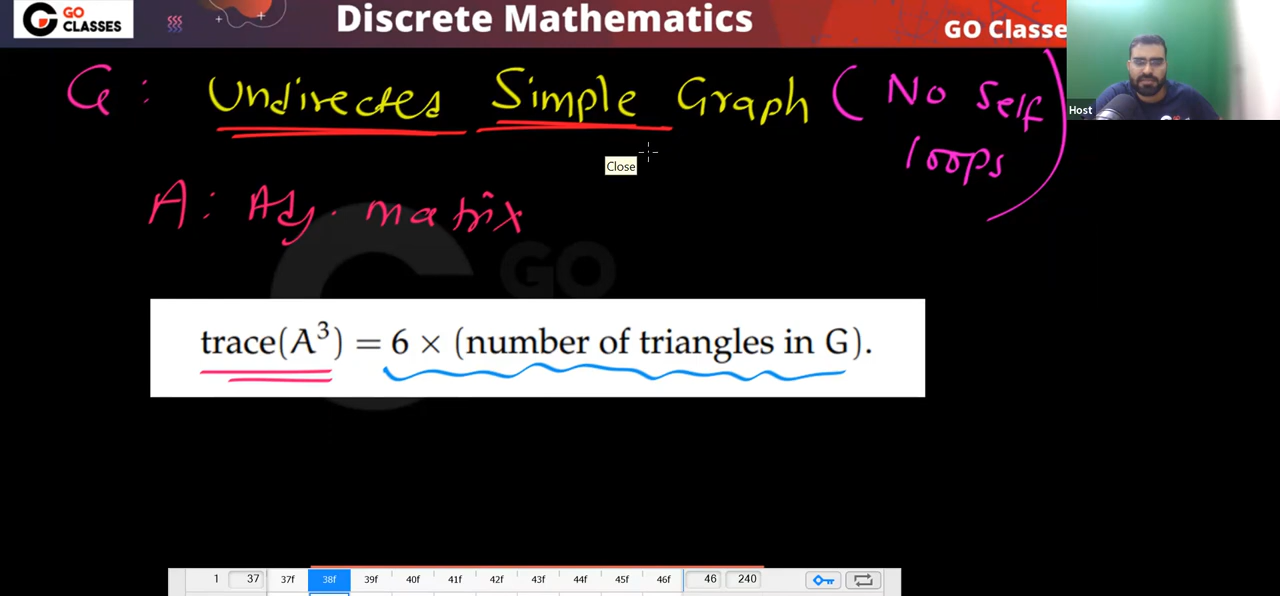 GO CLASSES
Discrete Mathematics
GO Classe
G : Undirectes Simple Graph ( No Self loops )
Host
Close
A : Adj. matrix
GO
trace(A³) = 6 × (number of triangles in G).
1 37 37f 38f 39f 40f 41f 42f 43f 44f 45f 46f 46 240